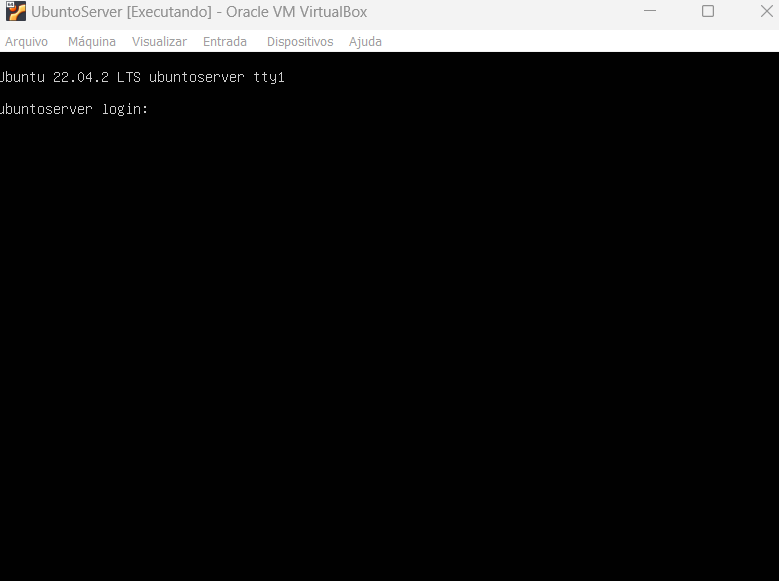 UbuntoServer [Executando] - Oracle VM VirtualBox
Arquivo Máquina Visualizar Entrada Dispositivos Ajuda
Ubuntu 22.04.2 LTS ubuntoserver tty1
ubuntoserver login: